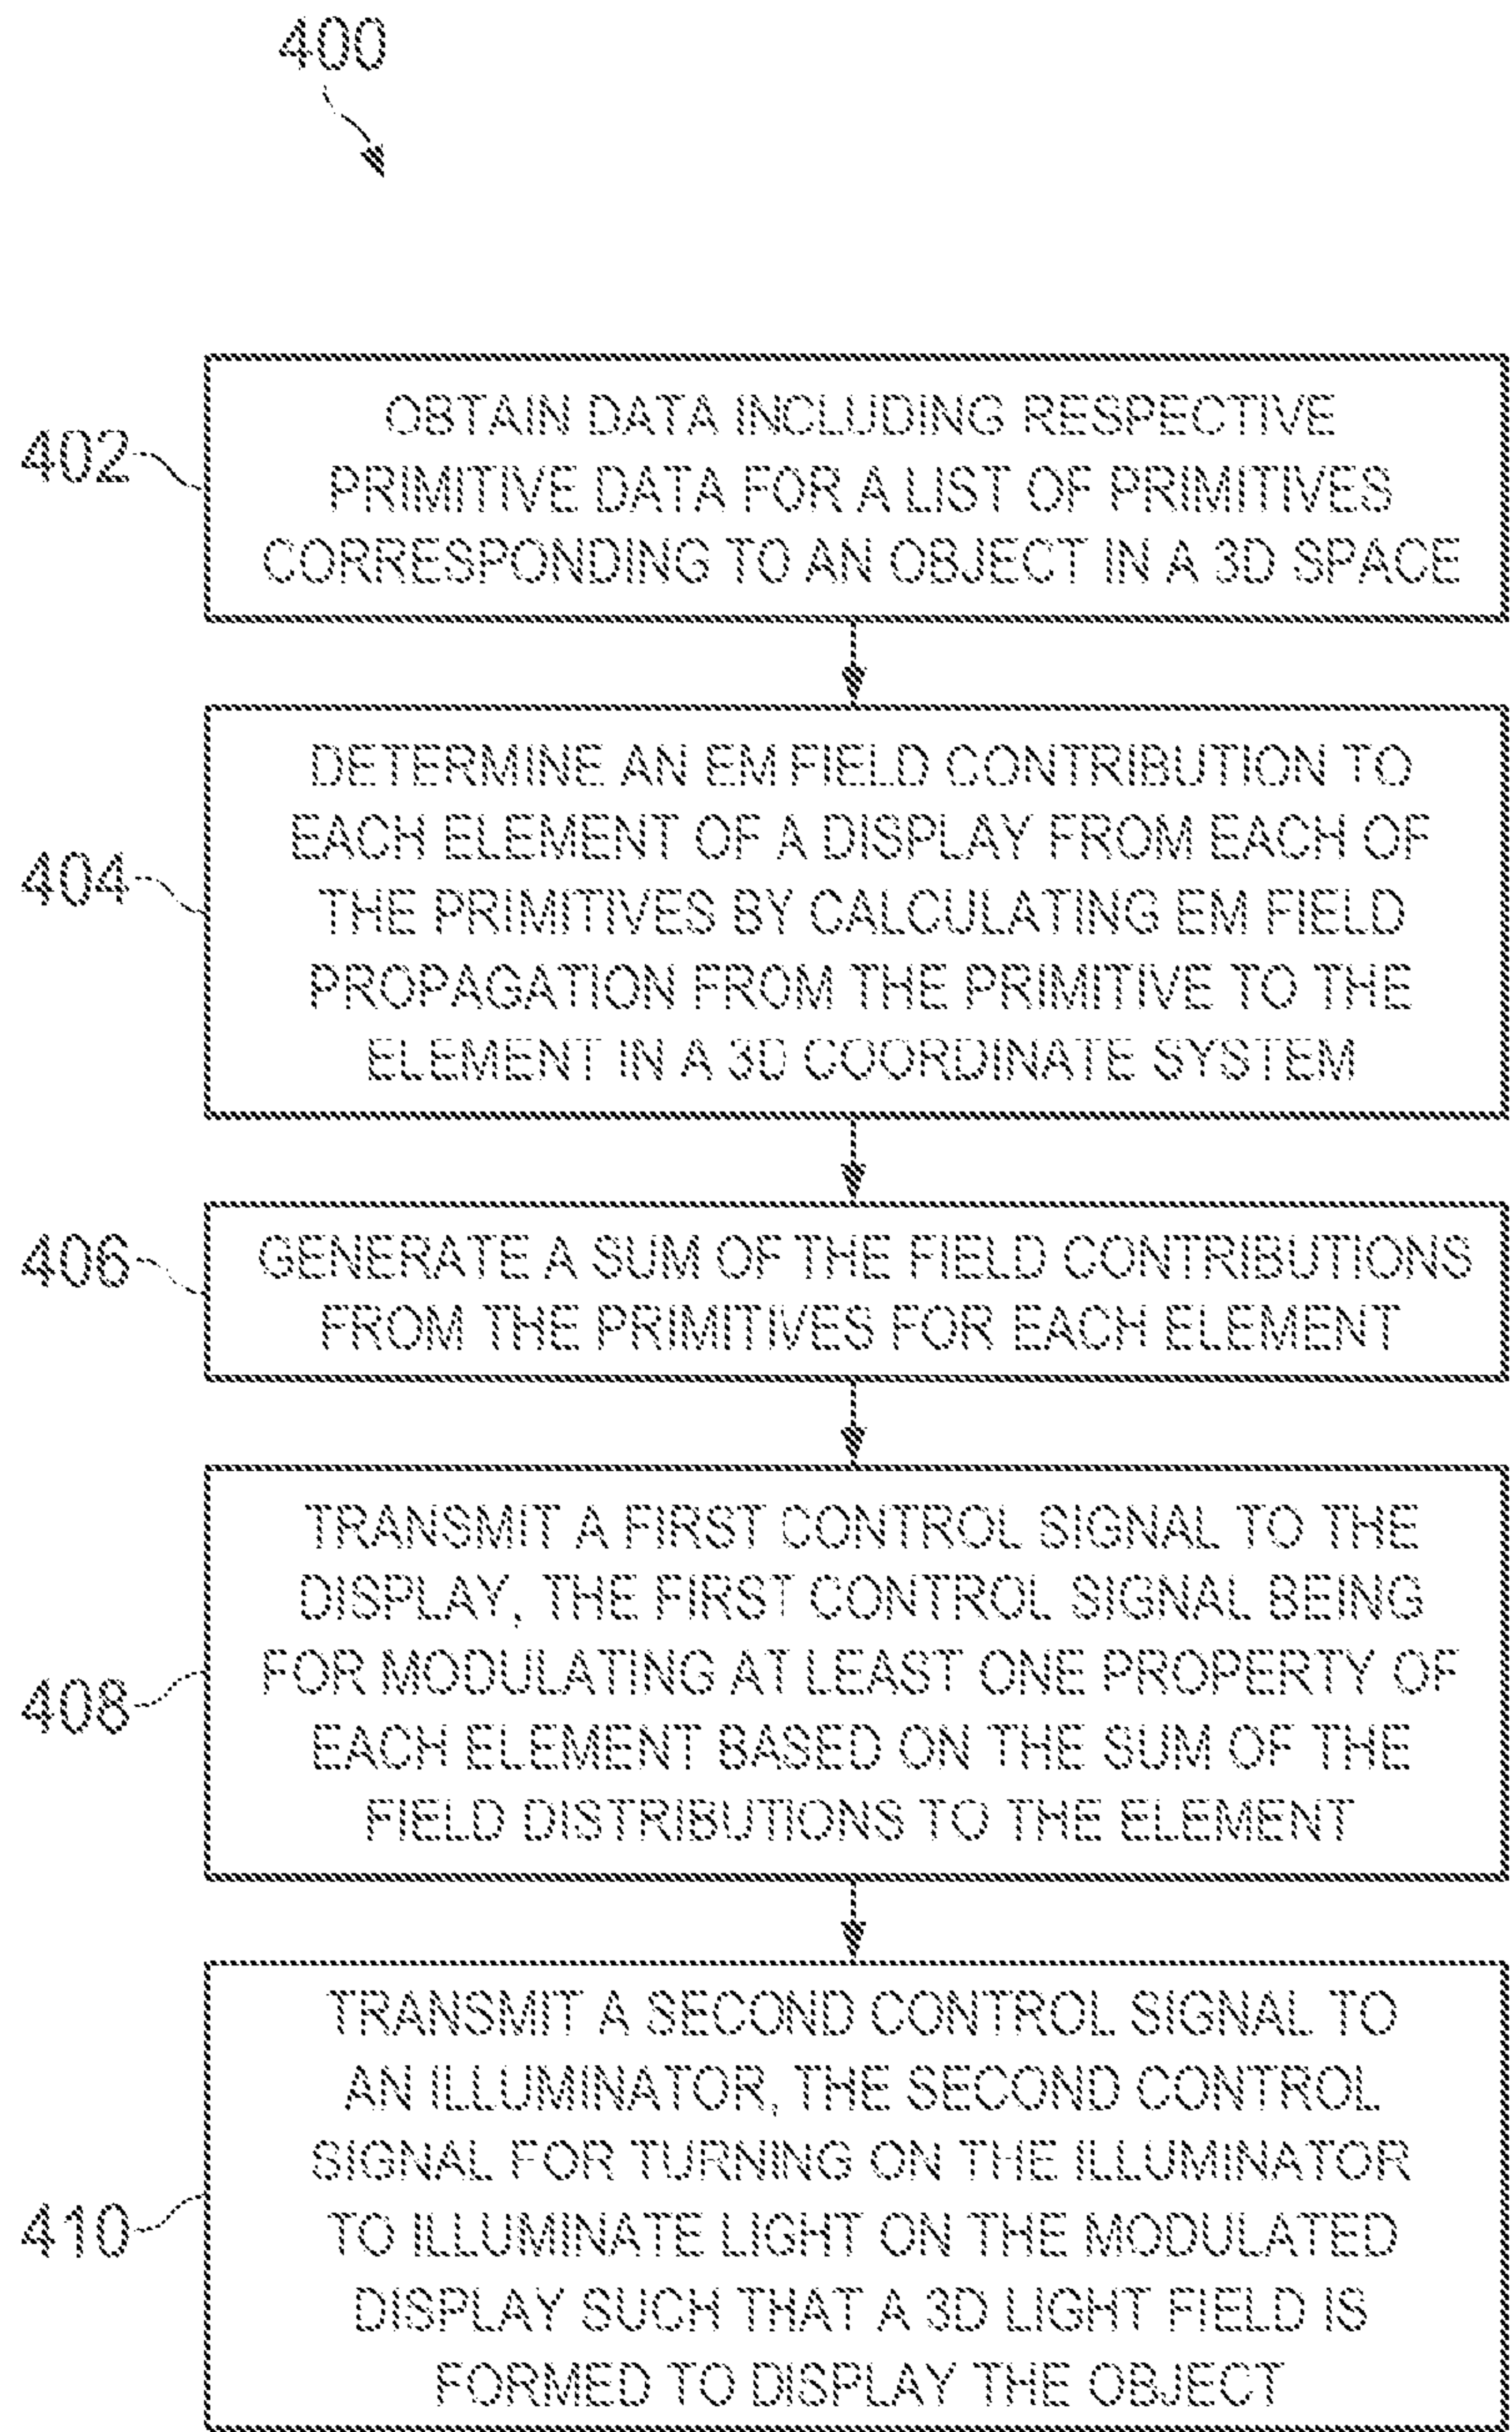 400
402
OBTAIN DATA INCLUDING RESPECTIVE
PRIMITIVE DATA FOR A LIST OF PRIMITIVES
CORRESPONDING TO AN OBJECT IN A 3D SPACE
404
DETERMINE AN EM FIELD CONTRIBUTION TO
EACH ELEMENT OF A DISPLAY FROM EACH OF
THE PRIMITIVES BY CALCULATING EM FIELD
PROPAGATION FROM THE PRIMITIVE TO THE
ELEMENT IN A 3D COORDINATE SYSTEM
406
GENERATE A SUM OF THE FIELD CONTRIBUTIONS
FROM THE PRIMITIVES FOR EACH ELEMENT
408
TRANSMIT A FIRST CONTROL SIGNAL TO THE
DISPLAY, THE FIRST CONTROL SIGNAL BEING
FOR MODULATING AT LEAST ONE PROPERTY OF
EACH ELEMENT BASED ON THE SUM OF THE
FIELD DISTRIBUTIONS TO THE ELEMENT
410
TRANSMIT A SECOND CONTROL SIGNAL TO
AN ILLUMINATOR, THE SECOND CONTROL
SIGNAL FOR TURNING ON THE ILLUMINATOR
TO ILLUMINATE LIGHT ON THE MODULATED
DISPLAY SUCH THAT A 3D LIGHT FIELD IS
FORMED TO DISPLAY THE OBJECT